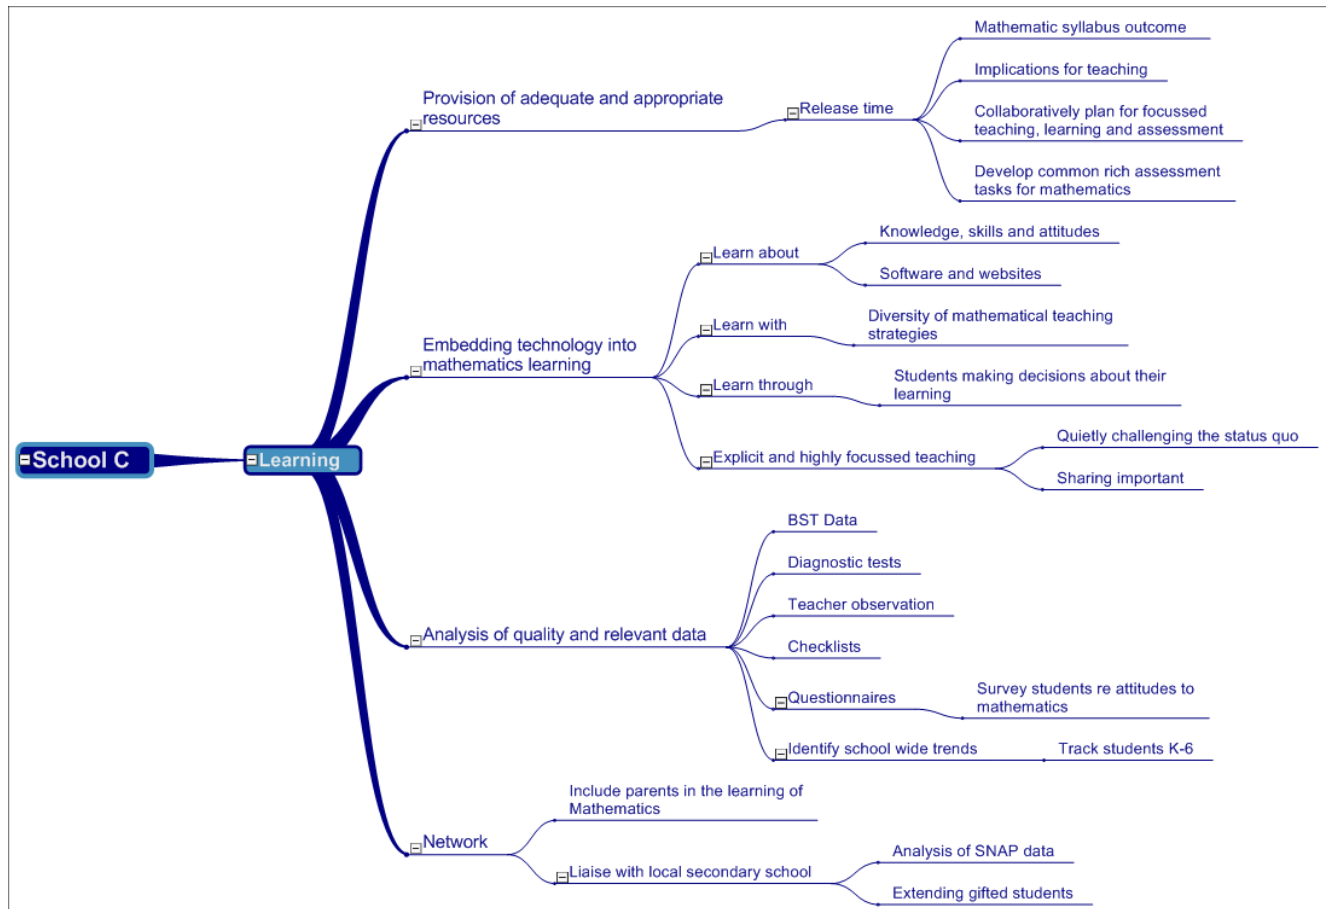 School C
Learning
Provision of adequate and appropriate
resources
Release time
Mathematic syllabus outcome
Implications for teaching
Collaboratively plan for focussed
teaching, learning and assessment
Develop common rich assessment
tasks for mathematics
Embedding technology into
mathematics learning
Learn about
Knowledge, skills and attitudes
Software and websites
Learn with
Diversity of mathematical teaching
strategies
Learn through
Students making decisions about their
learning
Explicit and highly focussed teaching
Quietly challenging the status quo
Sharing important
Analysis of quality and relevant data
BST Data
Diagnostic tests
Teacher observation
Checklists
Questionnaires
Survey students re attitudes to
mathematics
Identify school wide trends
Track students K-6
Network
Include parents in the learning of
Mathematics
Liaise with local secondary school
Analysis of SNAP data
Extending gifted students